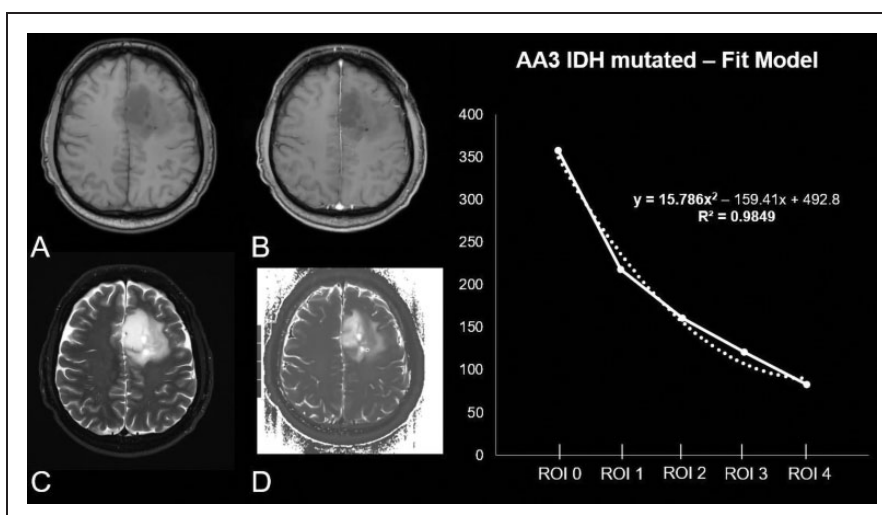 AA3 IDH mutated – Fit Model
A
B
C
D
400
350
300
250
200
150
100
50
0
y = 15.786x² – 159.41x + 492.8
R² = 0.9849
ROI 0 ROI 1 ROI 2 ROI 3 ROI 4